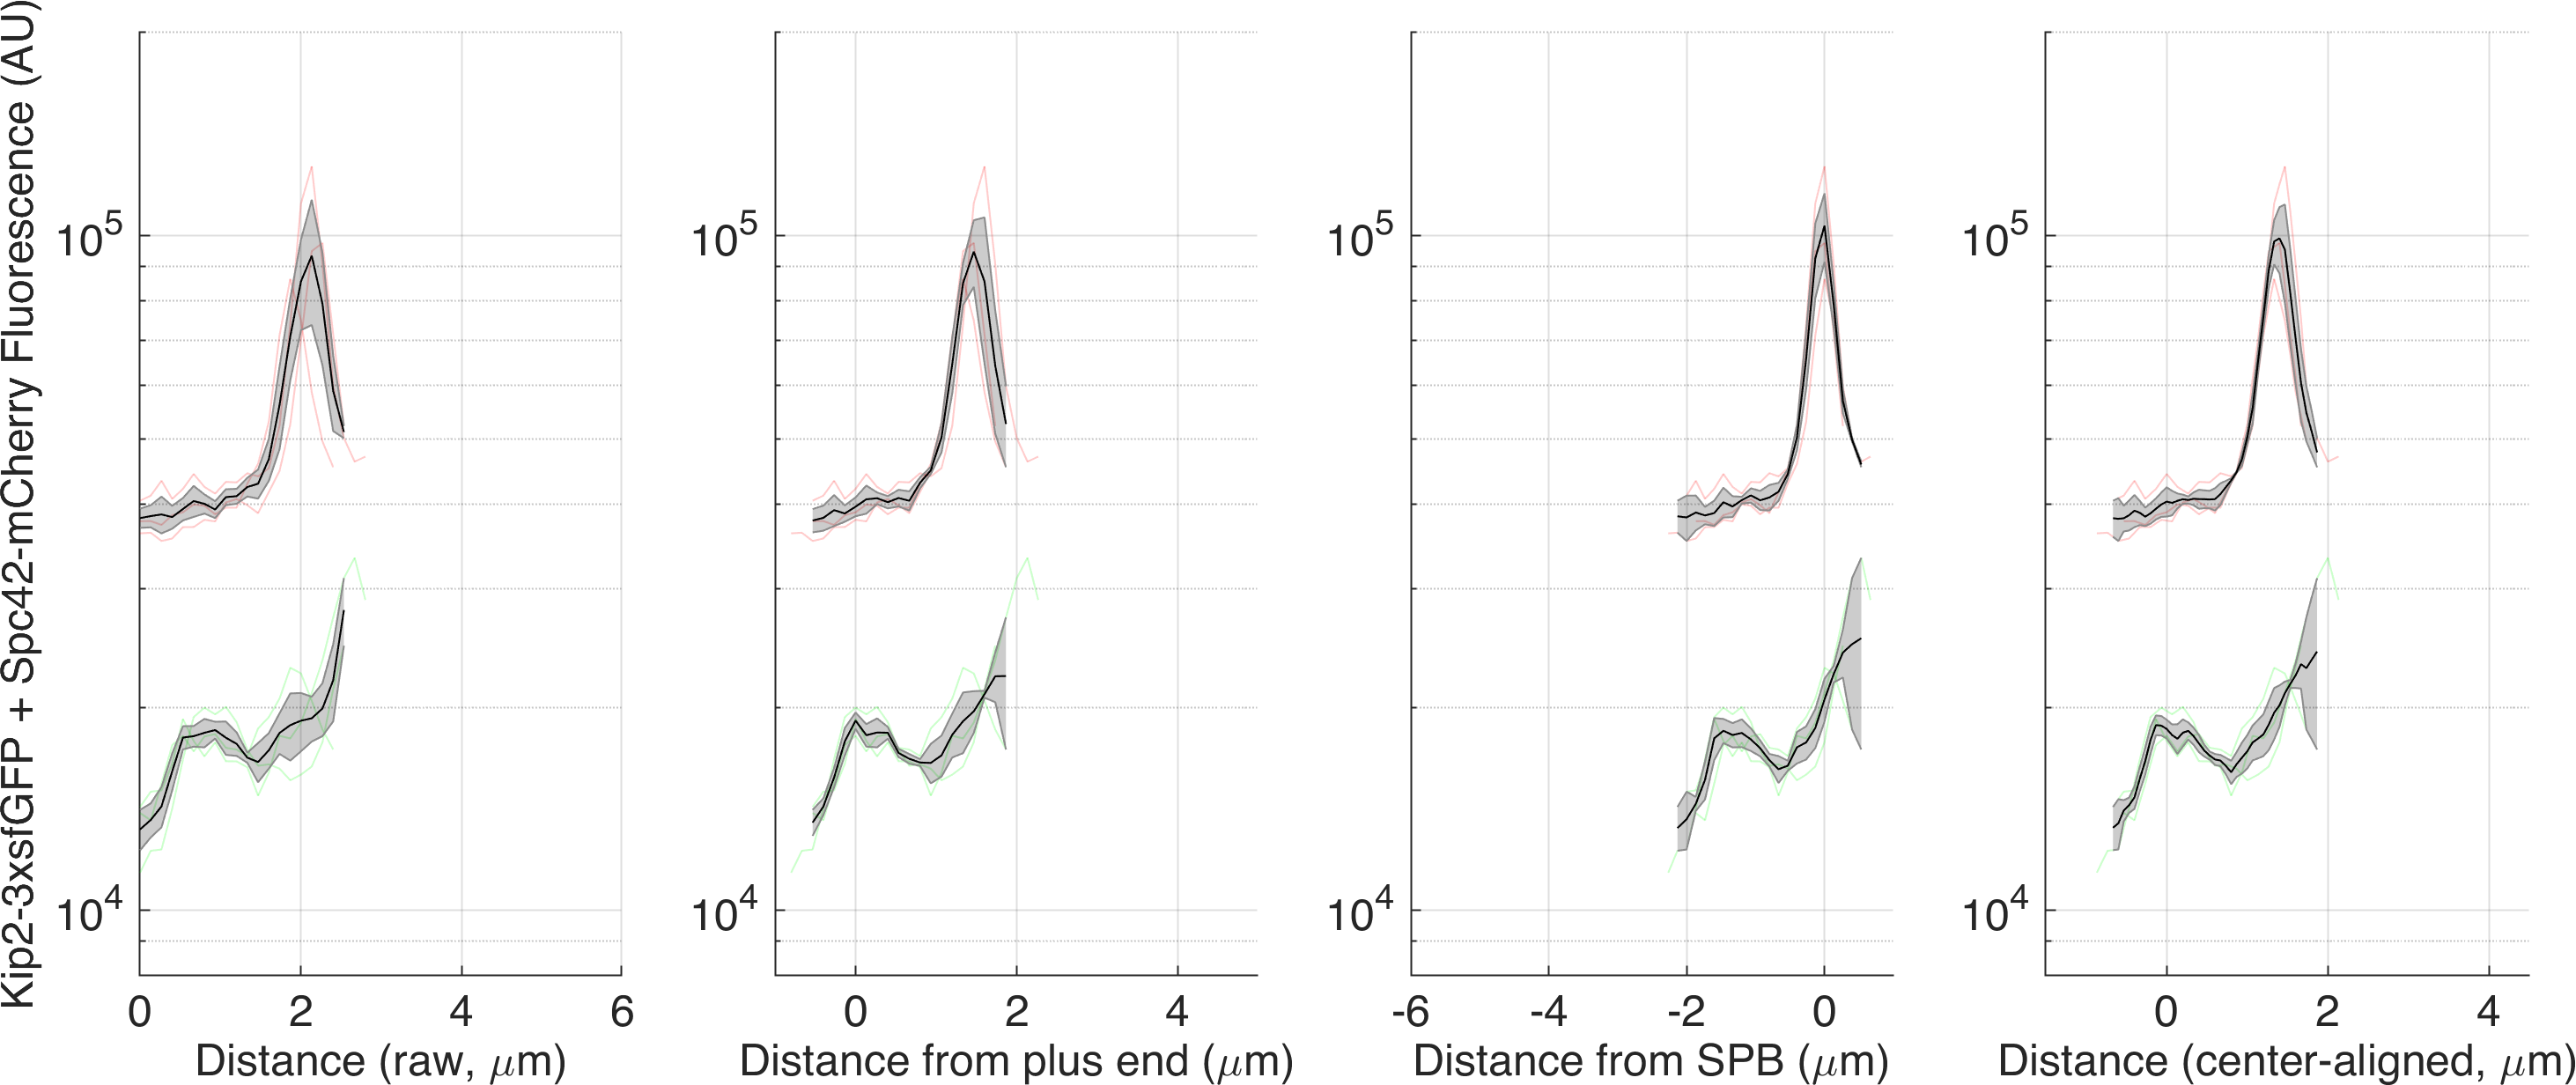 Kip2-3xsfGFP + Spc42-mCherry Fluorescence (AU)
10^5
10^4
0 2 4 6
Distance (raw, μm)
10^5
10^4
0 2 4
Distance from plus end (μm)
10^5
10^4
-6 -4 -2 0
Distance from SPB (μm)
10^5
10^4
0 2 4
Distance (center-aligned, μm)